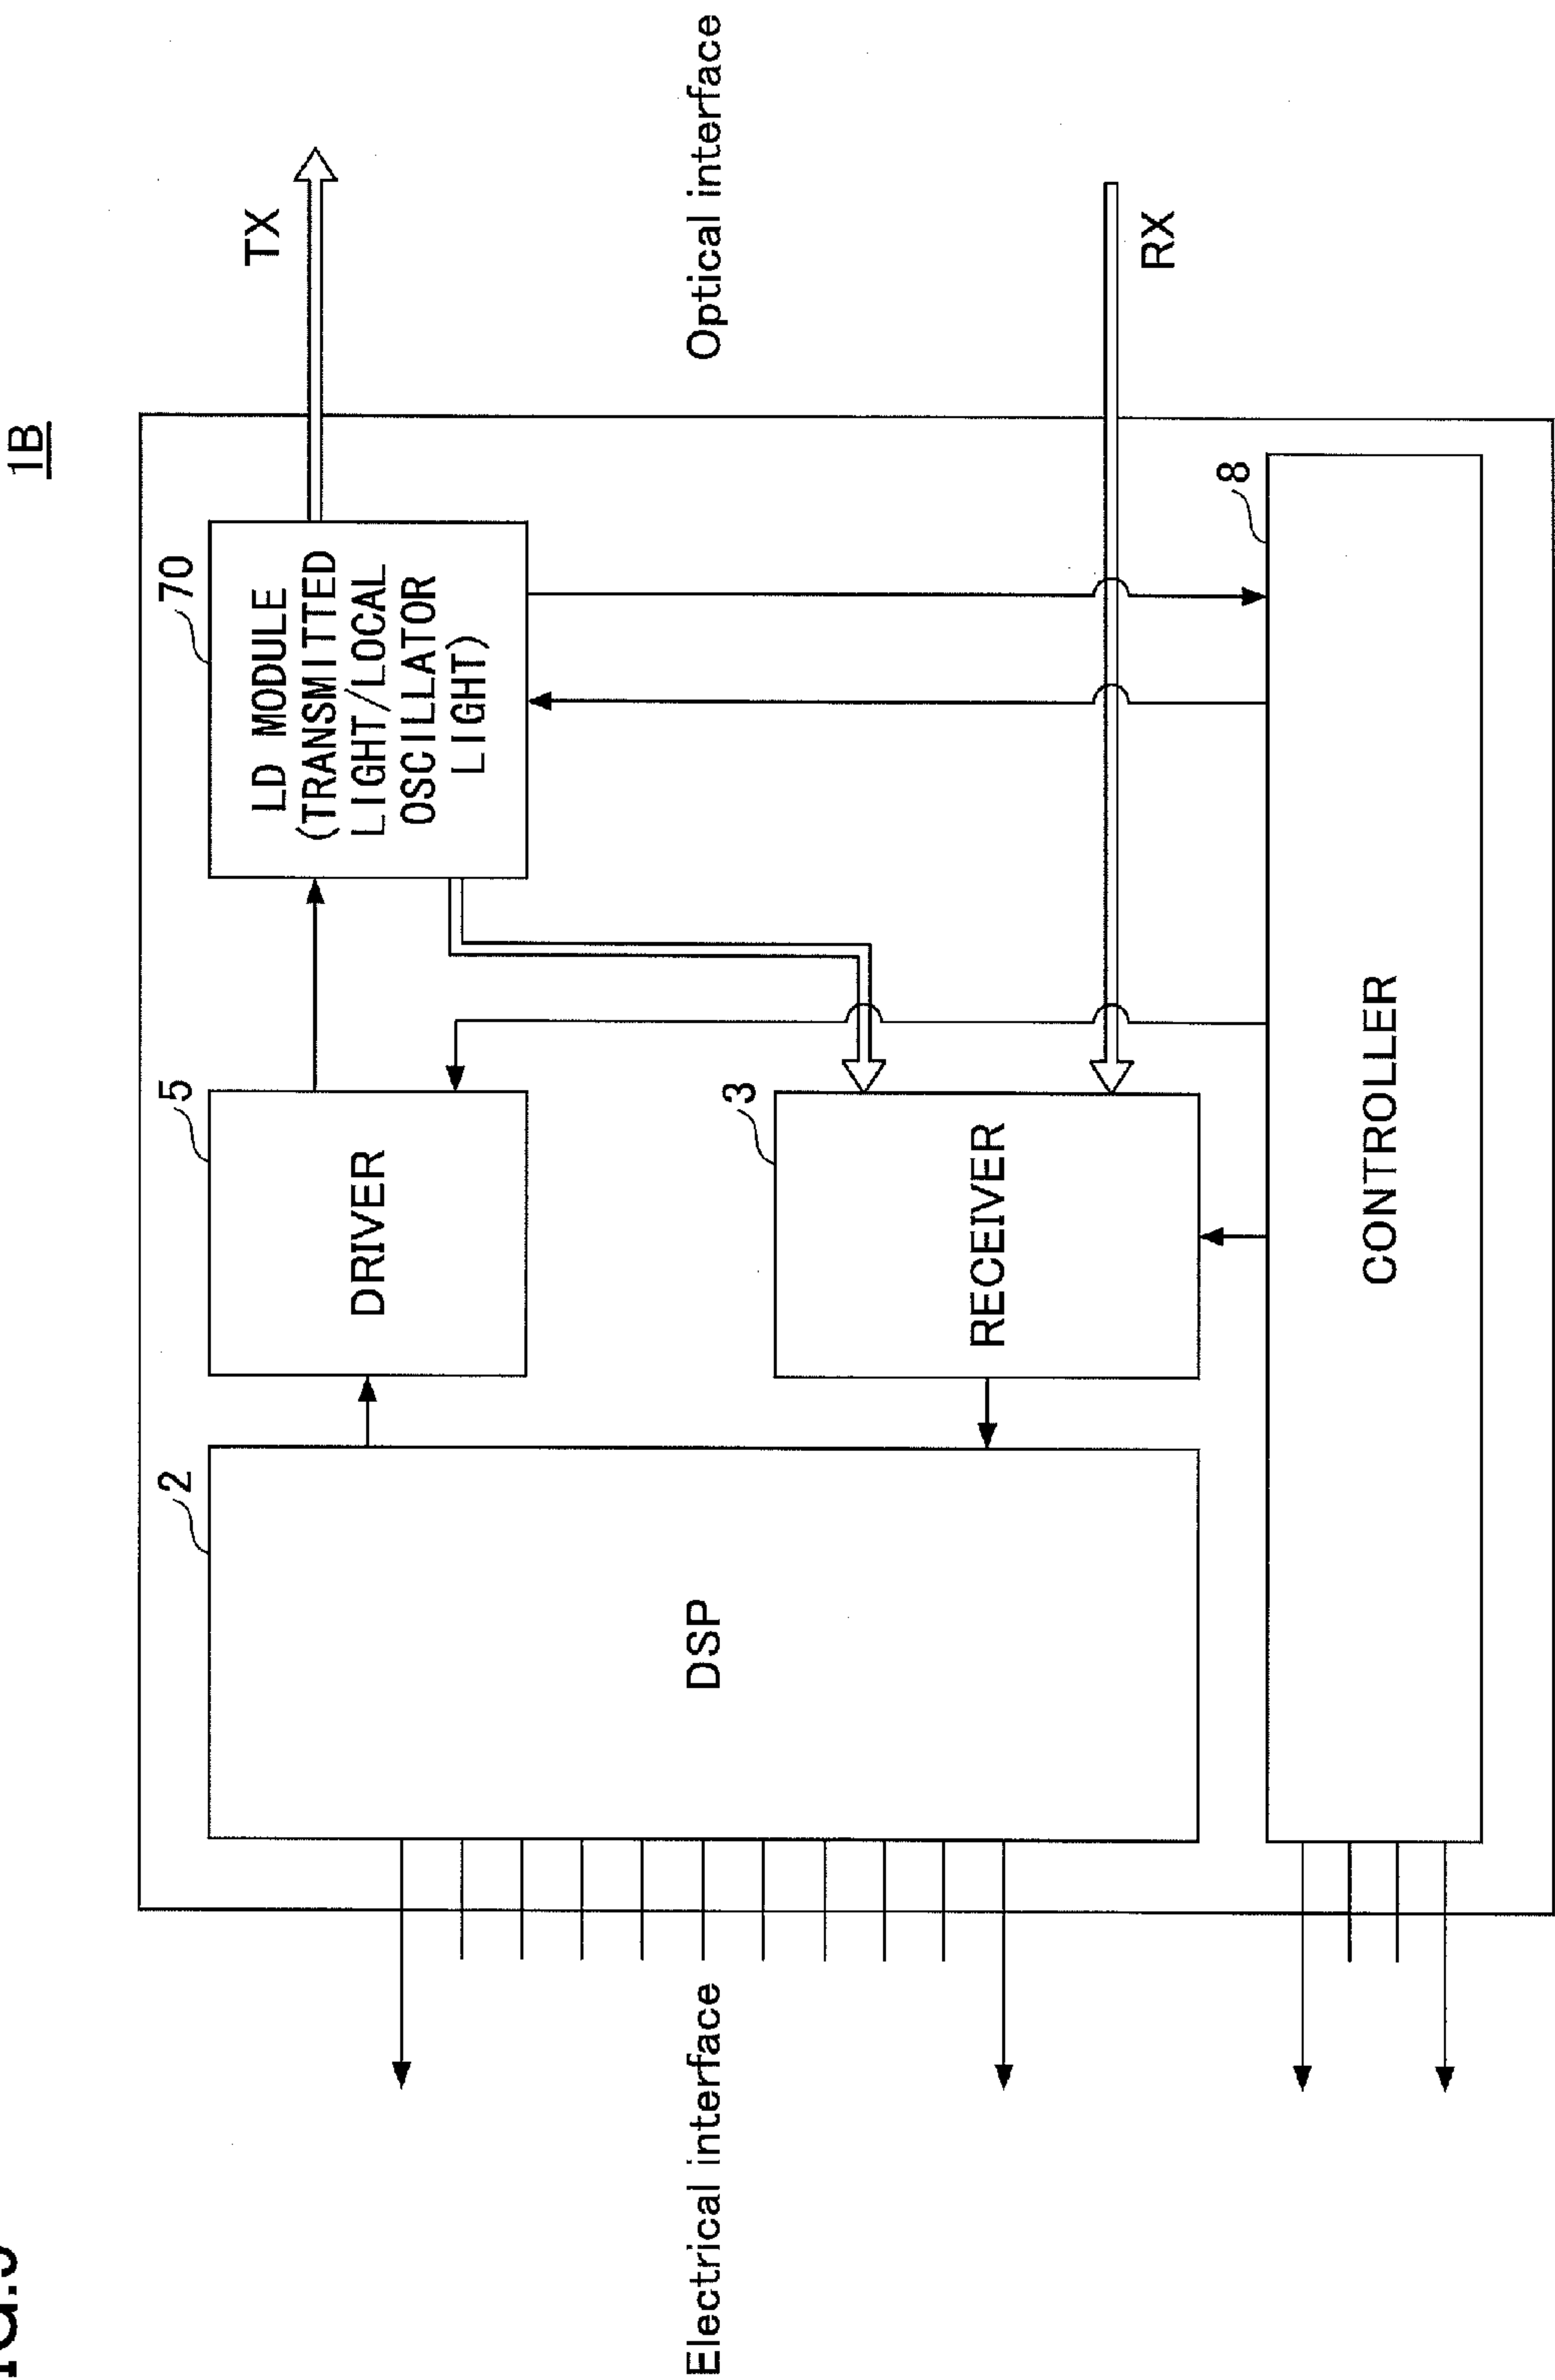 1B
TX
Optical interface
RX
70
LD MODULE
(TRANSMITTED
LIGHT/LOCAL
OSCILLATOR
LIGHT)
5
DRIVER
3
RECEIVER
8
CONTROLLER
2
DSP
Electrical interface